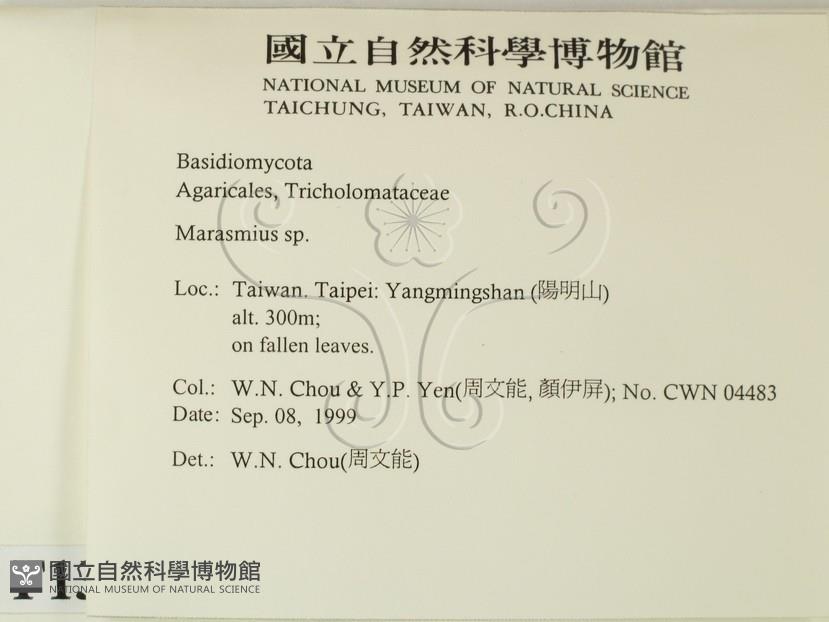 國立自然科學博物館
NATIONAL MUSEUM OF NATURAL SCIENCE
TAICHUNG, TAIWAN, R.O.CHINA
Basidiomycota
Agaricales, Tricholomataceae
Marasmius sp.
Loc.: Taiwan. Taipei: Yangmingshan (陽明山)
alt. 300m;
on fallen leaves.
Col.: W.N. Chou & Y.P. Yen(周文能, 顏伊屏); No. CWN 04483
Date: Sep. 08, 1999
Det.: W.N. Chou(周文能)
國立自然科學博物館
NATIONAL MUSEUM OF NATURAL SCIENCE